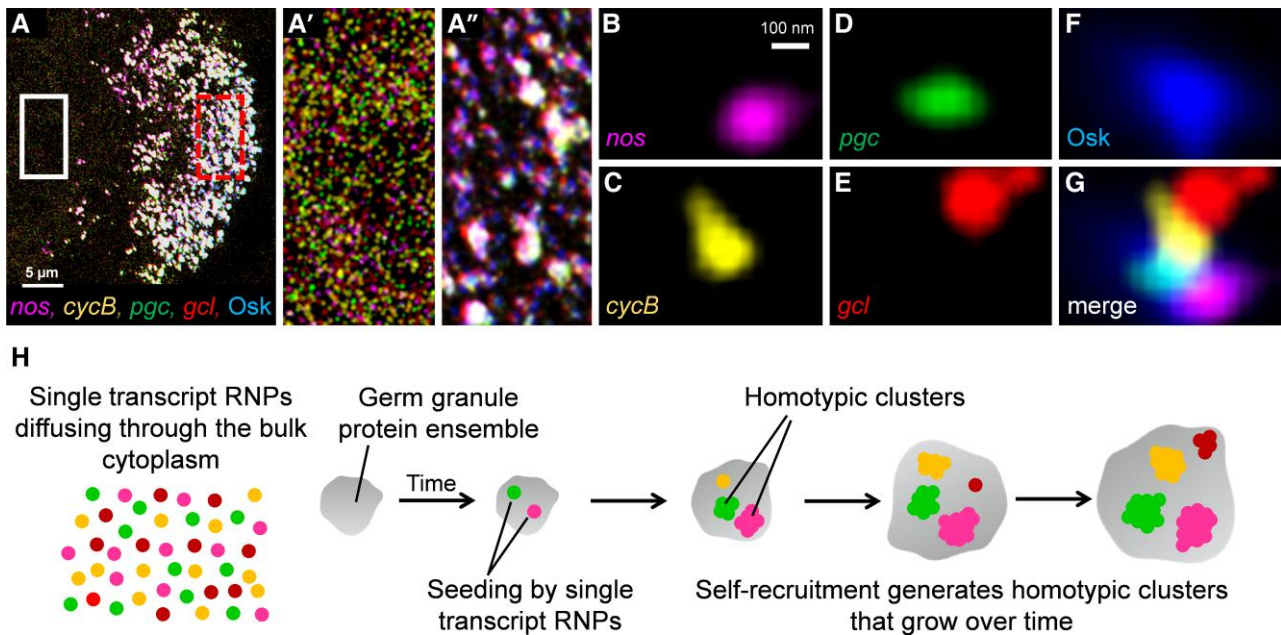 A
A′
A″
B
D
F
100 nm
nos
pgc
Osk
C
E
G
5 µm
nos, cycB, pgc, gcl, Osk
cycB
gcl
merge
H
Single transcript RNPs
diffusing through the bulk
cytoplasm
Germ granule
protein ensemble
Time
Seeding by single
transcript RNPs
Homotypic clusters
Self-recruitment generates homotypic clusters
that grow over time